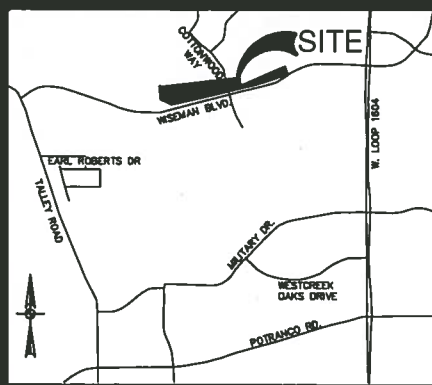 COTTONWOOD
WAY
SITE
WISEMAN BLVD.
W. LOOP 1604
EARL ROBERTS DR
TALLEY ROAD
MILITARY DR.
WESTCREEK
OAKS DRIVE
POTRANCO RD.